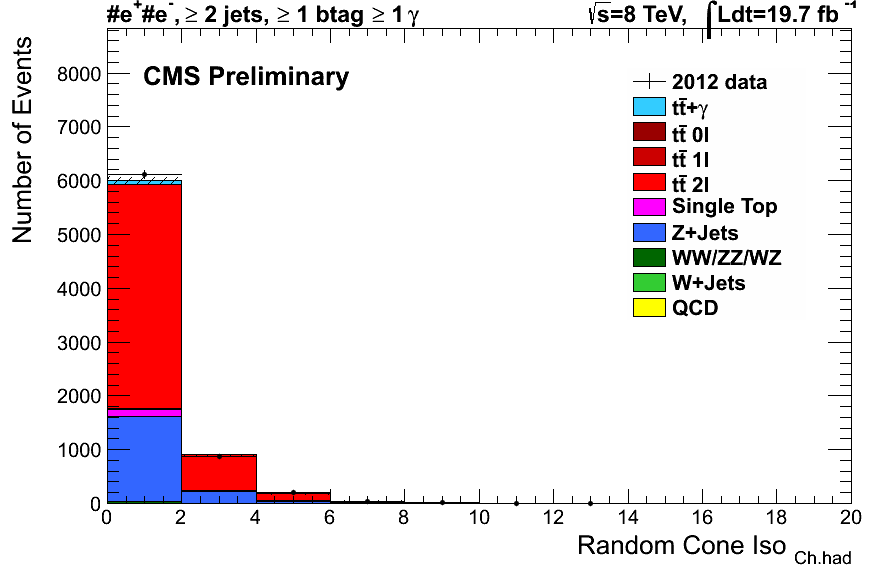 #e⁺#e⁻, ≥ 2 jets, ≥ 1 btag ≥ 1 γ
√s=8 TeV, ∫Ldt=19.7 fb⁻¹
CMS Preliminary
2012 data
tt̄+γ
tt̄ 0l
tt̄ 1l
tt̄ 2l
Single Top
Z+Jets
WW/ZZ/WZ
W+Jets
QCD
Number of Events
8000
7000
6000
5000
4000
3000
2000
1000
0
0 2 4 6 8 10 12 14 16 18 20
Random Cone Iso Ch.had